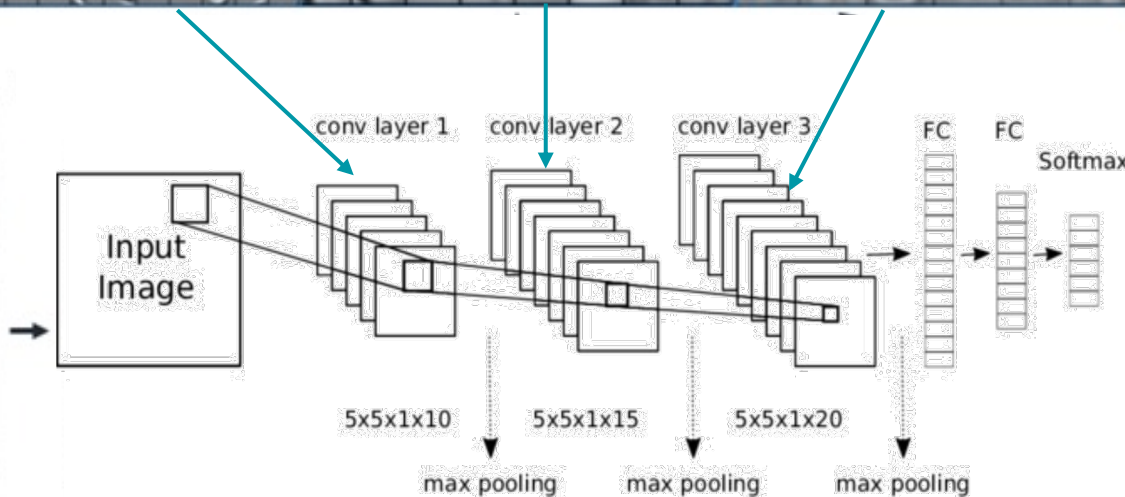 conv layer 1
conv layer 2
conv layer 3
FC
FC
Softmax
Input
Image
5x5x1x10
5x5x1x15
5x5x1x20
max pooling
max pooling
max pooling